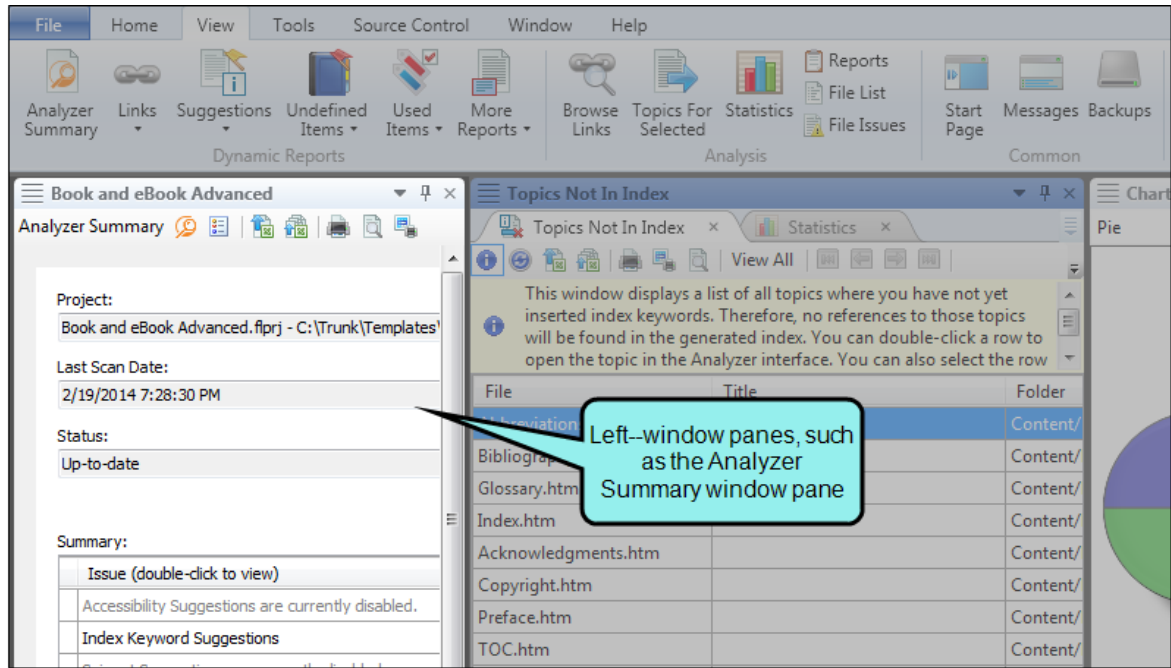 File Home View Tools Source Control Window Help
Analyzer Summary
Links
Suggestions
Undefined Items
Used Items
More Reports
Browse Links
Topics For Selected
Statistics
Reports
File List
File Issues
Start Page
Messages
Backups
Dynamic Reports
Analysis
Common
Book and eBook Advanced
Analyzer Summary
Project:
Book and eBook Advanced.flprj - C:\Trunk\Templates\
Last Scan Date:
2/19/2014 7:28:30 PM
Status:
Up-to-date
Summary:
Issue (double-click to view)
Accessibility Suggestions are currently disabled.
Index Keyword Suggestions
Topics Not In Index
Topics Not In Index
Statistics
View All
This window displays a list of all topics where you have not yet
inserted index keywords. Therefore, no references to those topics
will be found in the generated index. You can double-click a row to
open the topic in the Analyzer interface. You can also select the row
File Title Folder
Content/
Content/
Glossary.htm Content/
Index.htm Content/
Acknowledgments.htm Content/
Copyright.htm Content/
Preface.htm Content/
TOC.htm Content/
Left--window panes, such
as the Analyzer
Summary window pane
Chart
Pie